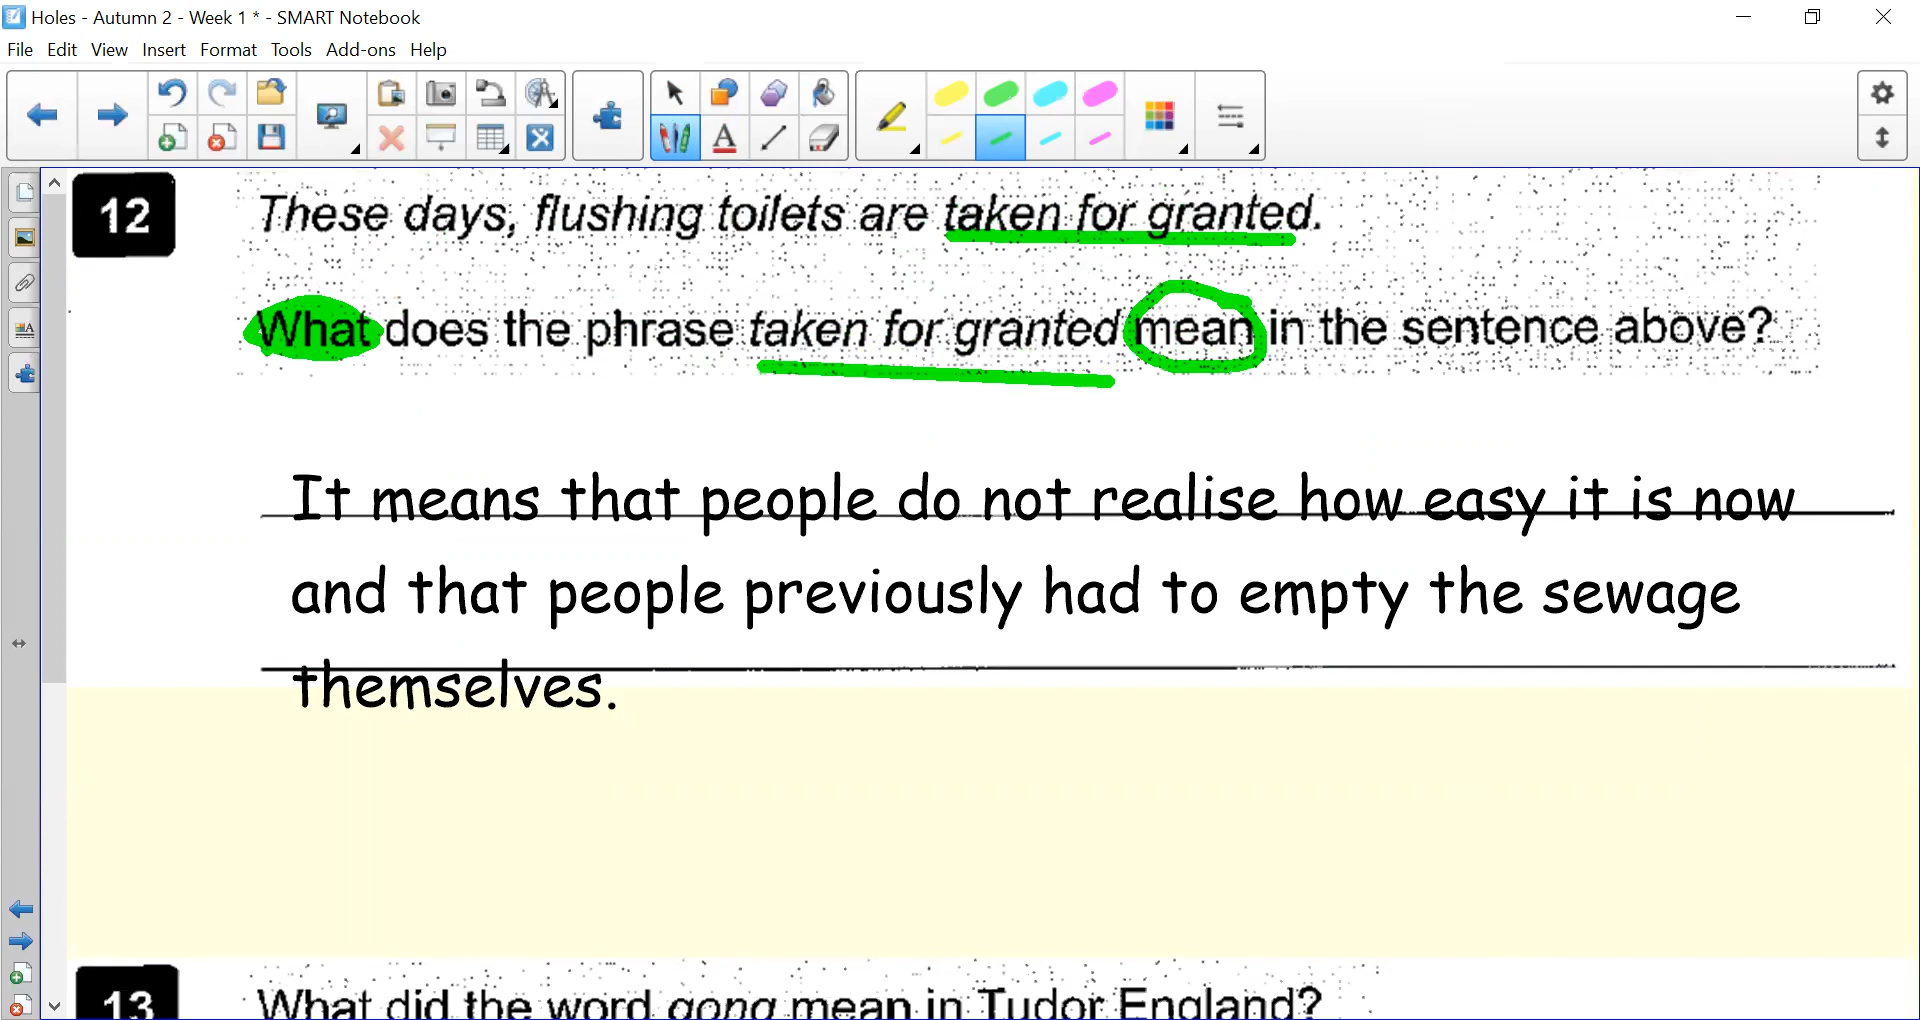 Holes - Autumn 2 - Week 1 * - SMART Notebook
File Edit View Insert Format Tools Add-ons Help
12 These days, flushing toilets are taken for granted.
What does the phrase taken for granted mean in the sentence above?
It means that people do not realise how easy it is now
and that people previously had to empty the sewage
themselves.
13 What did the word gong mean in Tudor England?